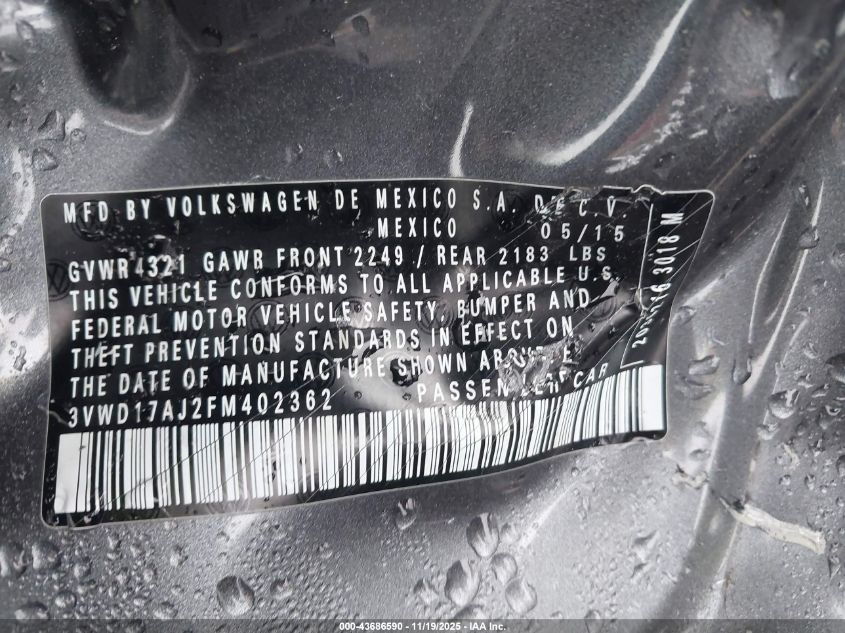 MFD BY VOLKSWAGEN DE MEXICO S.A. DE C.V.
MEXICO 05/15
GVWR 4321 GAWR FRONT 2249 / REAR 2183 LBS
THIS VEHICLE CONFORMS TO ALL APPLICABLE U.S.
FEDERAL MOTOR VEHICLE SAFETY, BUMPER AND
THEFT PREVENTION STANDARDS IN EFFECT ON
THE DATE OF MANUFACTURE SHOWN
3VWD17AJ2FM402362 PASSENGER CAR
3018 M
000-43686590 - 11/19/2025 - IAA Inc.